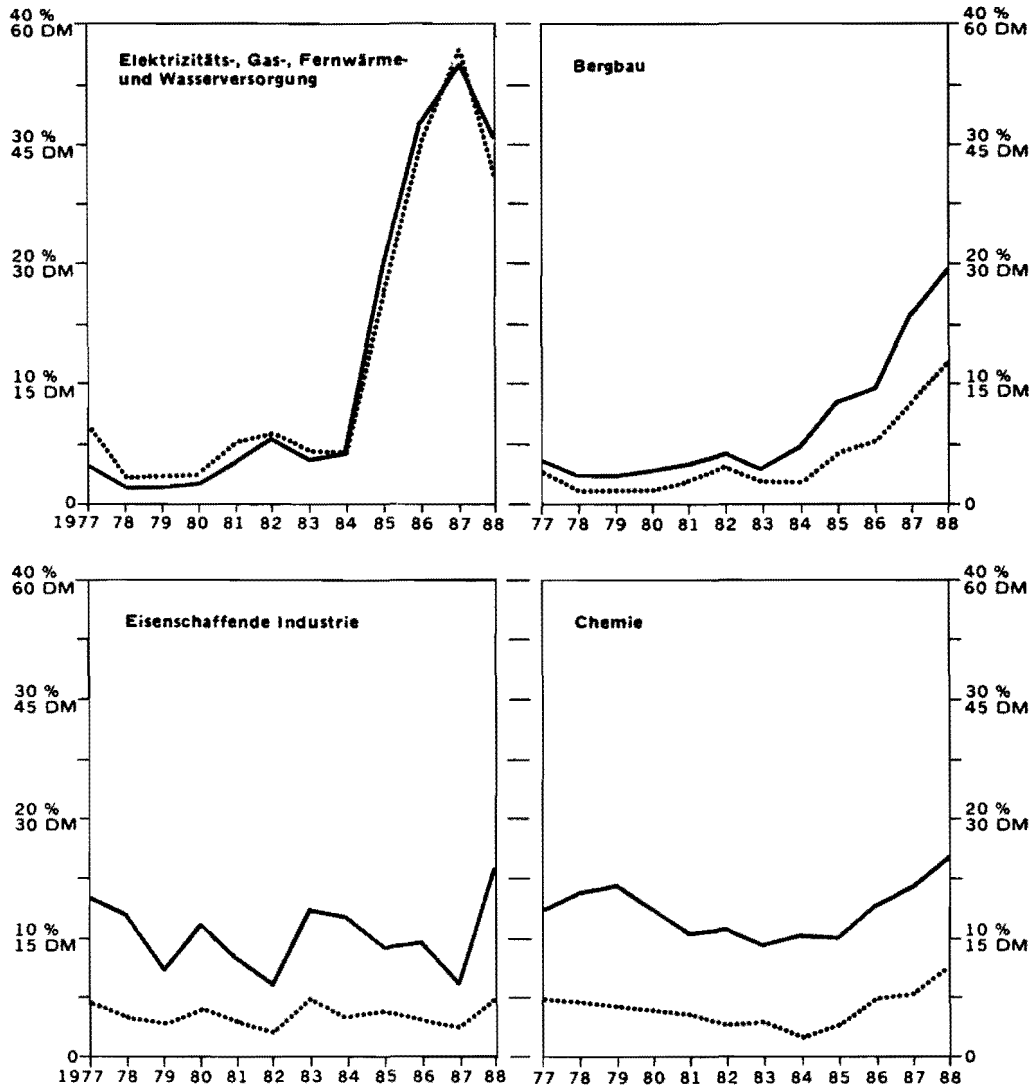 40 %
60 DM
30 %
45 DM
20 %
30 DM
10 %
15 DM
0
Elektrizitäts-, Gas-, Fernwärme-
und Wasserversorgung
1977 78 79 80 81 82 83 84 85 86 87 88
Bergbau
40 %
60 DM
30 %
45 DM
20 %
30 DM
10 %
15 DM
0
77 78 79 80 81 82 83 84 85 86 87 88
40 %
60 DM
30 %
45 DM
20 %
30 DM
10 %
15 DM
0
Eisenschaffende Industrie
1977 78 79 80 81 82 83 84 85 86 87 88
Chemie
40 %
60 DM
30 %
45 DM
20 %
30 DM
10 %
15 DM
0
77 78 79 80 81 82 83 84 85 86 87 88